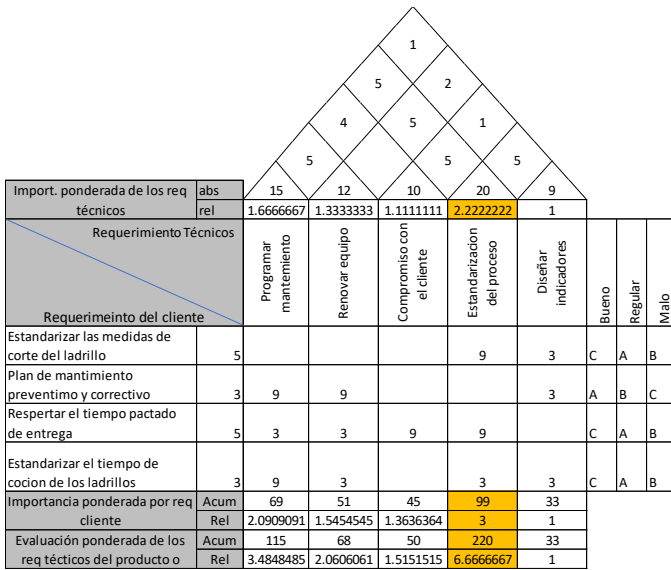 1
5 2
4 5 1
5 5 5 5
Import. ponderada de los req técnicos abs 15 12 10 20 9
rel 1.6666667 1.3333333 1.1111111 2.2222222 1
Requerimiento Técnicos
Requerimeinto del cliente
Programar mantemiento
Renovar equipo
Compromiso con el cliente
Estandarizacion del proceso
Diseñar indicadores
Bueno
Regular
Malo
Estandarizar las medidas de
corte del ladrillo 5 9 3 C A B
Plan de mantimiento
preventimo y correctivo 3 9 9 3 A B C
Respertar el tiempo pactado
de entrega 5 3 3 9 9 C A B
Estandarizar el tiempo de
cocion de los ladrillos 3 9 3 3 3 C A B
Importancia ponderada por req Acum 69 51 45 99 33
cliente Rel 2.0909091 1.5454545 1.3636364 3 1
Evaluación ponderada de los Acum 115 68 50 220 33
req técticos del producto o Rel 3.4848485 2.0606061 1.5151515 6.6666667 1